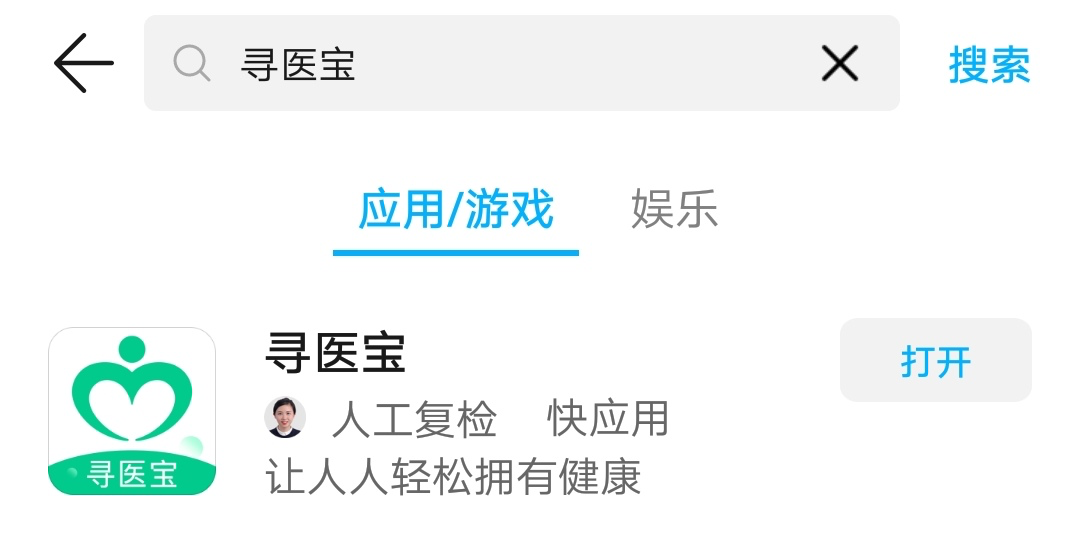 寻医宝 搜索
应用/游戏 娱乐
寻医宝
寻医宝
打开
人工复检 快应用
让人人轻松拥有健康